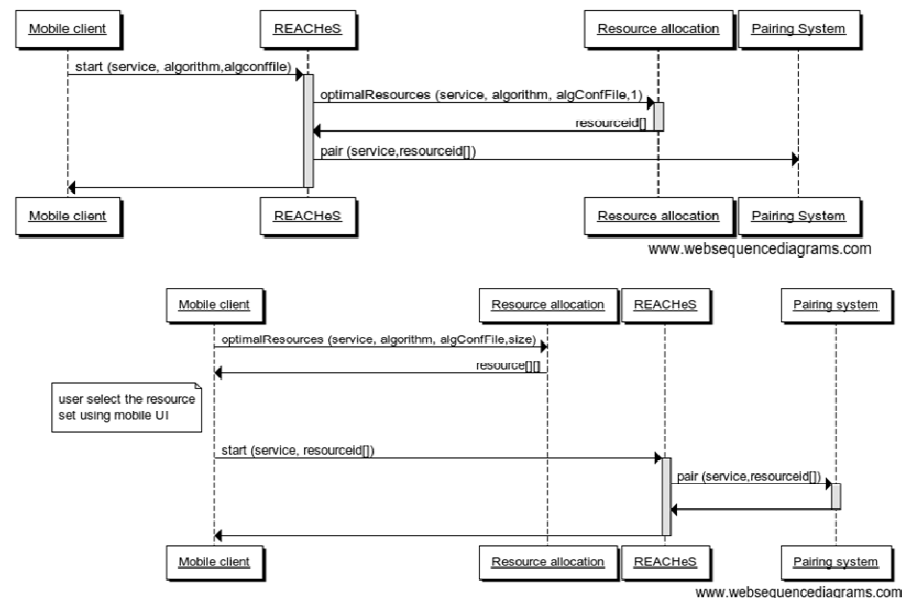 Mobile client REACHeS Resource allocation Pairing System
start (service, algorithm,algconffile)
optimalResources (service, algorithm, algConfFile,1)
resourceid[]
pair (service,resourceid[])
Mobile client REACHeS Resource allocation Pairing System
www.websequencediagrams.com
Mobile client Resource allocation REACHeS Pairing system
optimalResources (service, algorithm, algConfFile,size)
resource[][]
user select the resource
set using mobile UI
start (service, resourceid[])
pair (service,resourceid[])
Mobile client Resource allocation REACHeS Pairing system
www.websequencediagrams.com